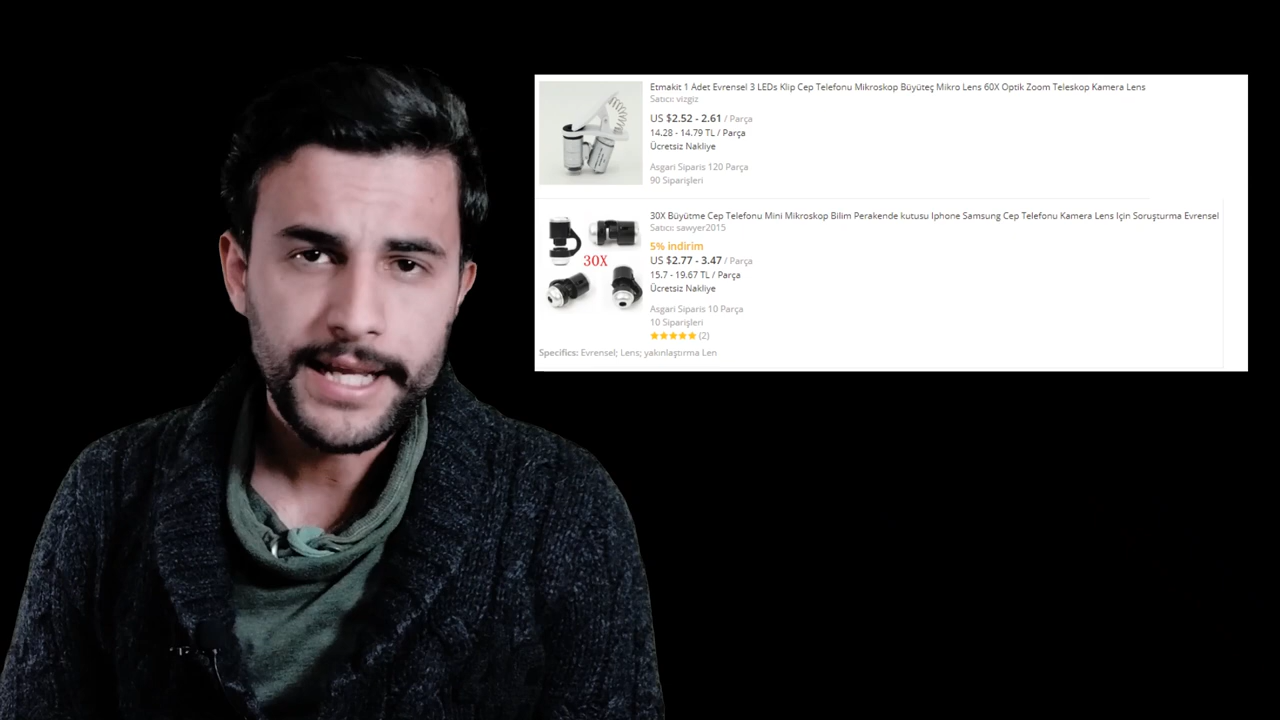 Etmakit 1 Adet Evrensel 3 LEDs Klip Cep Telefonu Mikroskop Büyüteç Mikro Lens 60X Optik Zoom Teleskop Kamera Lens
Satıcı: vizgiz
US $2.52 - 2.61 / Parça
14.28 - 14.79 TL / Parça
Ücretsiz Nakliye
Asgari Siparis 120 Parça
90 Siparişleri
30X Büyütme Cep Telefonu Mini Mikroskop Bilim Perakende kutusu Iphone Samsung Cep Telefonu Kamera Lens Için Soruşturma Evrensel
Satıcı: sawyer2015
5% indirim
US $2.77 - 3.47 / Parça
30X
15.7 - 19.67 TL / Parça
Ücretsiz Nakliye
Asgari Siparis 10 Parça
10 Siparişleri
(2)
Specifics: Evrensel; Lens; yakınlaştırma Len